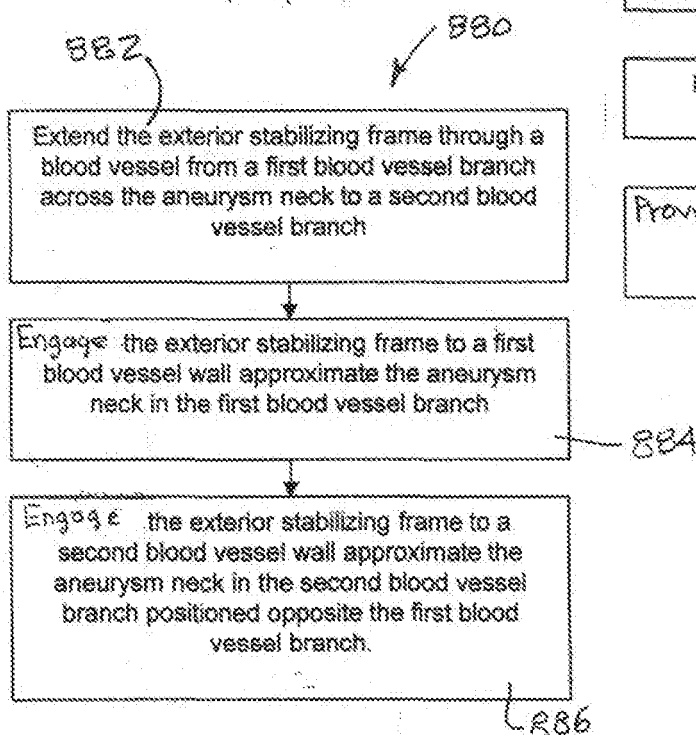 882
880
Extend the exterior stabilizing frame through a
blood vessel from a first blood vessel branch
across the aneurysm neck to a second blood
vessel branch
Engage the exterior stabilizing frame to a first
blood vessel wall approximate the aneurysm
neck in the first blood vessel branch
884
Engage the exterior stabilizing frame to a
second blood vessel wall approximate the
aneurysm neck in the second blood vessel
branch positioned opposite the first blood
vessel branch.
886